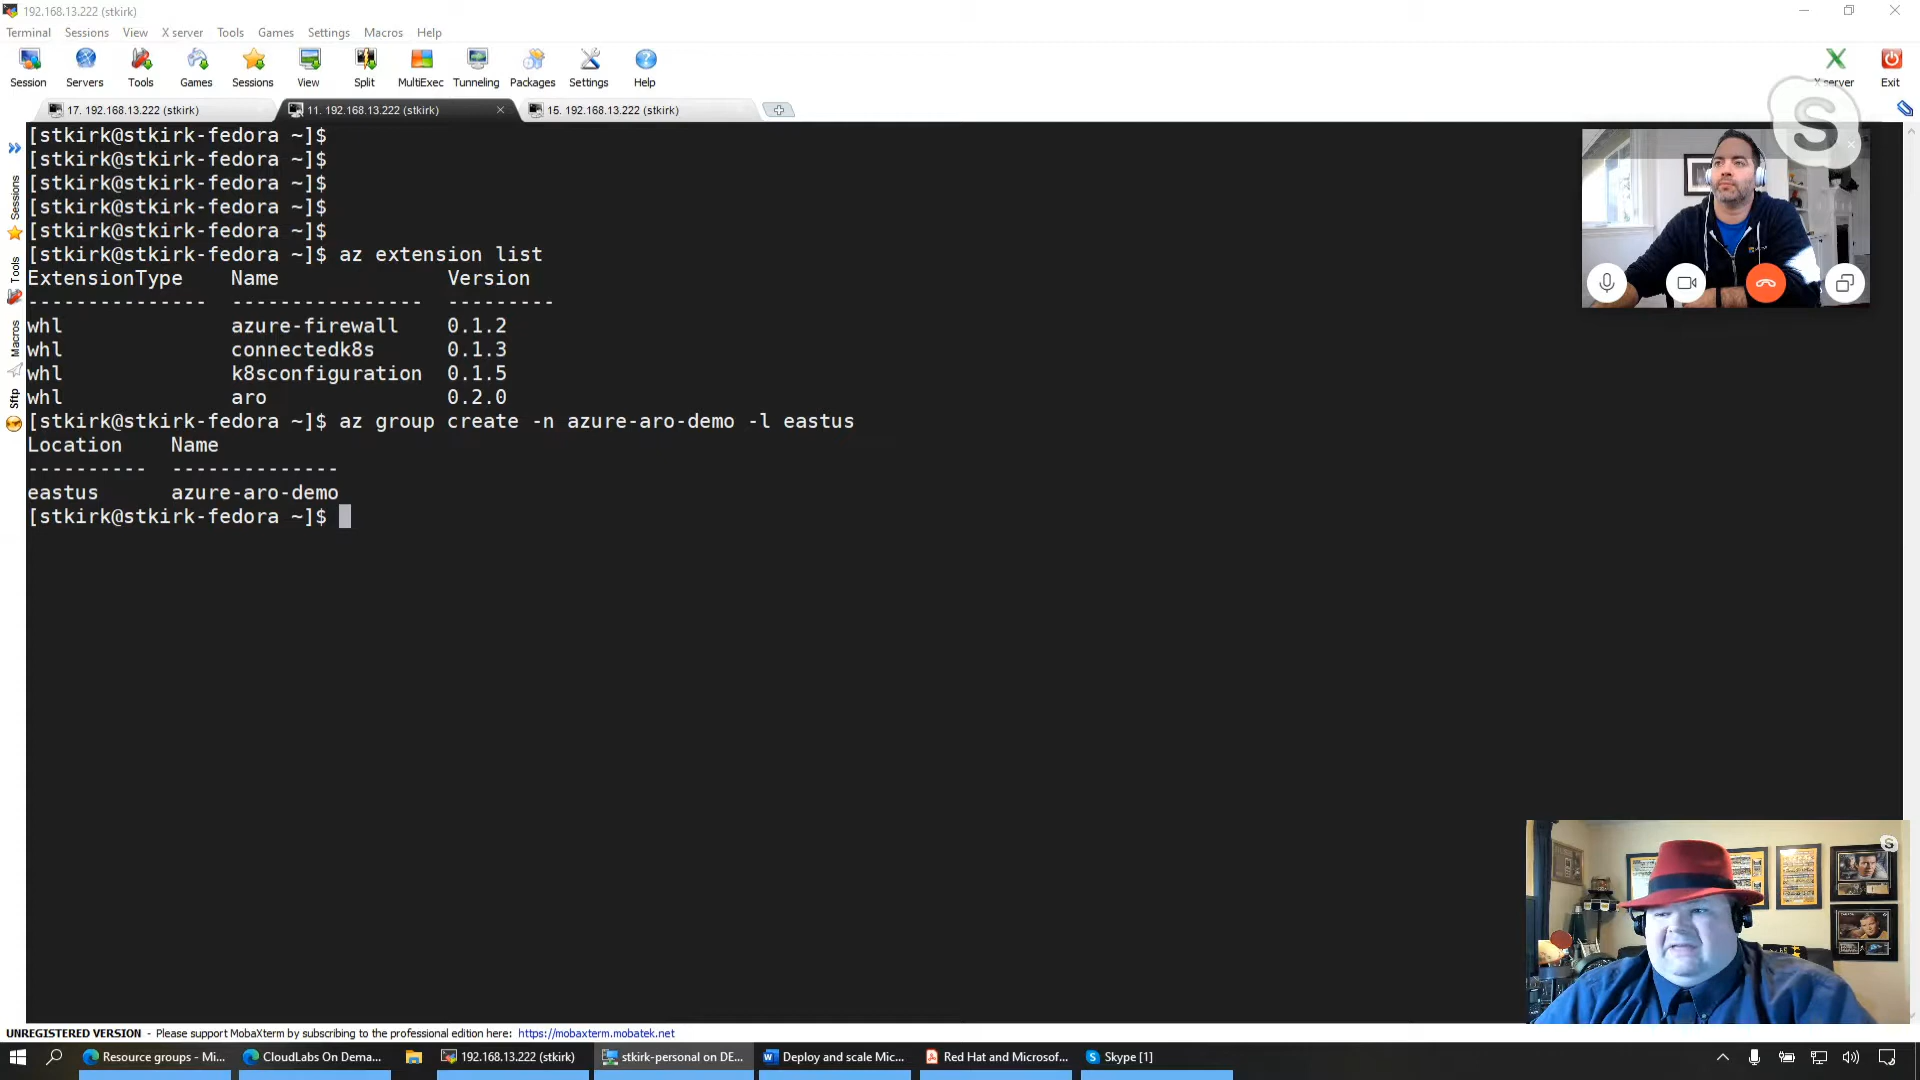 192.168.13.222 (stkirk)
Terminal Sessions View X server Tools Games Settings Macros Help
Session Servers Tools Games Sessions View Split MultiExec Tunneling Packages Settings Help X server Exit
17. 192.168.13.222 (stkirk) 11. 192.168.13.222 (stkirk) 15. 192.168.13.222 (stkirk)
[stkirk@stkirk-fedora ~]$
[stkirk@stkirk-fedora ~]$
[stkirk@stkirk-fedora ~]$
[stkirk@stkirk-fedora ~]$
[stkirk@stkirk-fedora ~]$
[stkirk@stkirk-fedora ~]$ az extension list
ExtensionType Name Version
--------------- ---------------- ---------
whl azure-firewall 0.1.2
whl connectedk8s 0.1.3
whl k8sconfiguration 0.1.5
whl aro 0.2.0
[stkirk@stkirk-fedora ~]$ az group create -n azure-aro-demo -l eastus
Location Name
---------- --------------
eastus azure-aro-demo
[stkirk@stkirk-fedora ~]$
Sessions
Tools
Macros
Sftp
UNREGISTERED VERSION - Please support MobaXterm by subscribing to the professional edition here: https://mobaxterm.mobatek.net
Resource groups - Mi... CloudLabs On Dema... 192.168.13.222 (stkirk) stkirk-personal on DE... Deploy and scale Mic... Red Hat and Microsof... Skype [1]